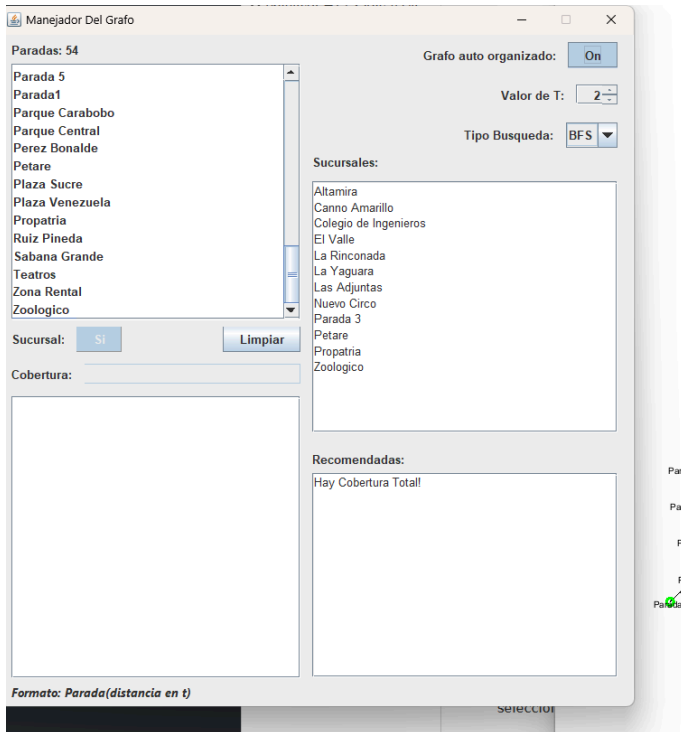 Manejador Del Grafo
Paradas: 54
Parada 5
Parada1
Parque Carabobo
Parque Central
Perez Bonalde
Petare
Plaza Sucre
Plaza Venezuela
Propatria
Ruiz Pineda
Sabana Grande
Teatros
Zona Rental
Zoologico
Sucursal: Si Limpiar
Cobertura:
Formato: Parada(distancia en t)
Grafo auto organizado: On
Valor de T: 2
Tipo Busqueda: BFS
Sucursales:
Altamira
Canno Amarillo
Colegio de Ingenieros
El Valle
La Rinconada
La Yaguara
Las Adjuntas
Nuevo Circo
Parada 3
Petare
Propatria
Zoologico
Recomendadas:
Hay Cobertura Total!